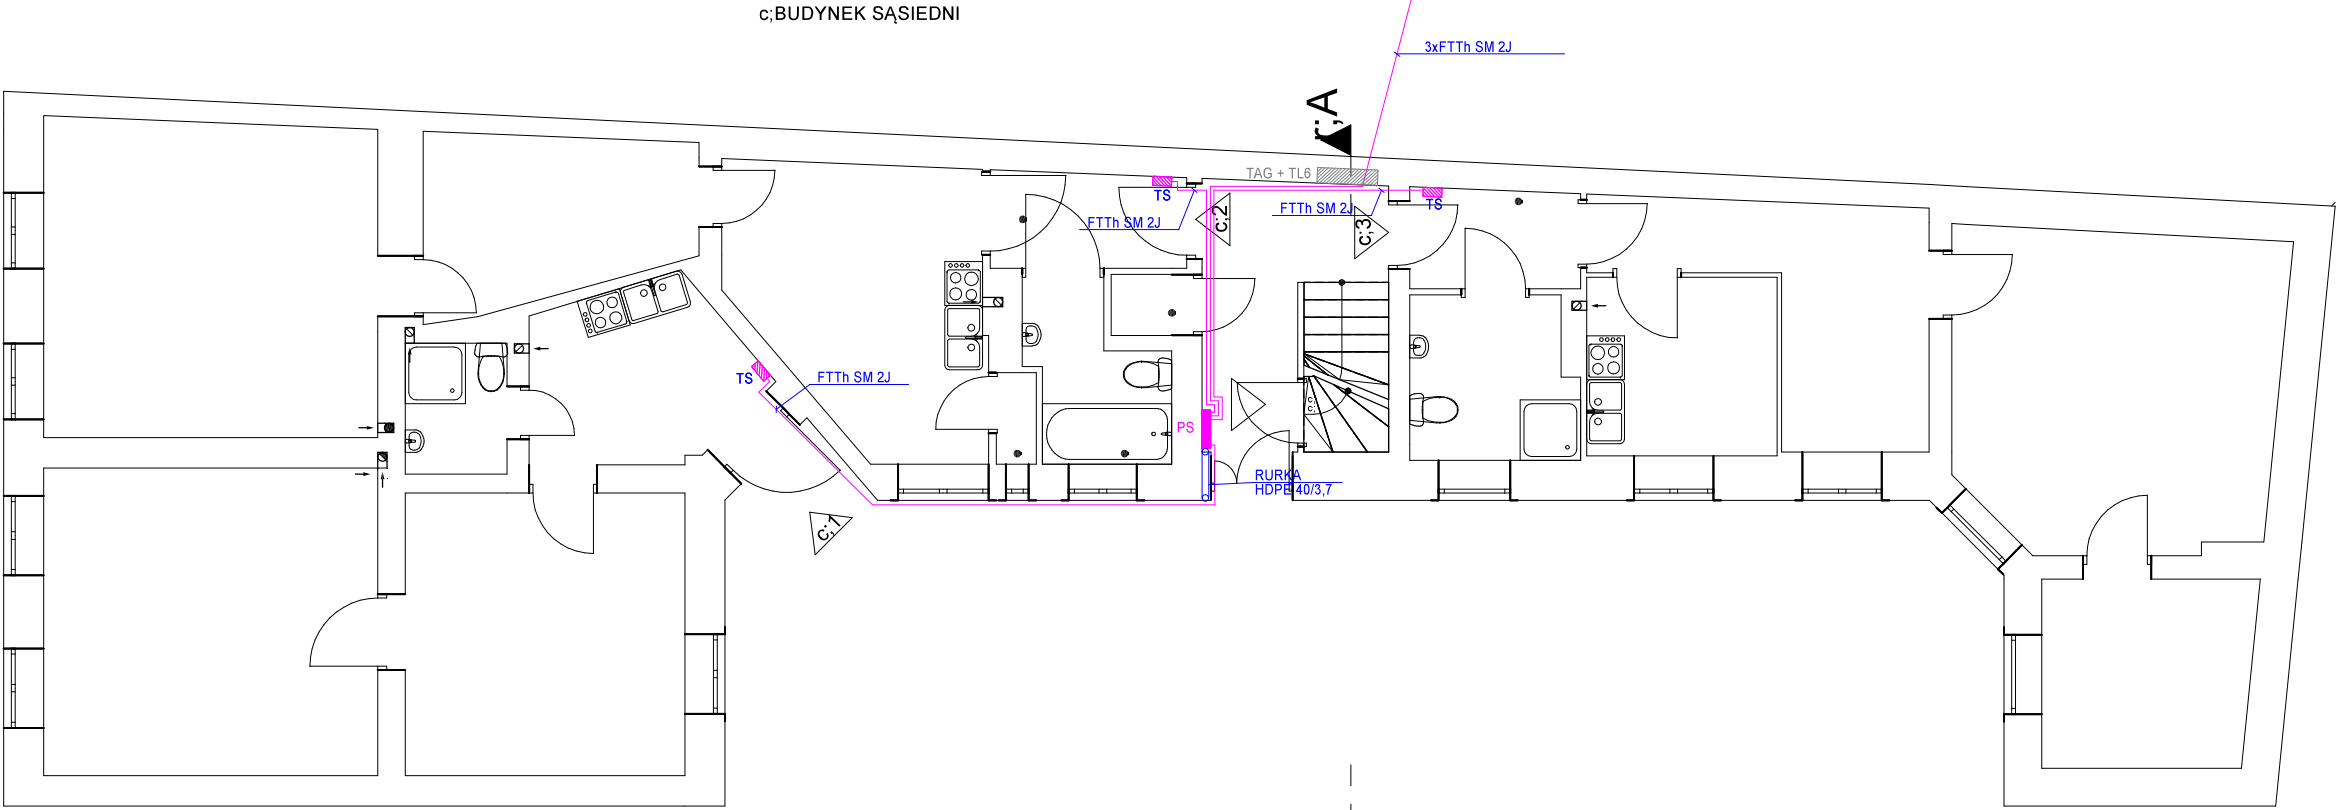 c;BUDYNEK SĄSIEDNI
3xFTTh SM 2J
r;A
TAG + TL6
TS
TS
c;2
FTTh SM 2J
FTTh SM 2J
c;3
TS
FTTh SM 2J
c;
c;
PS
RURKA
HDPE 40/3,7
c;1